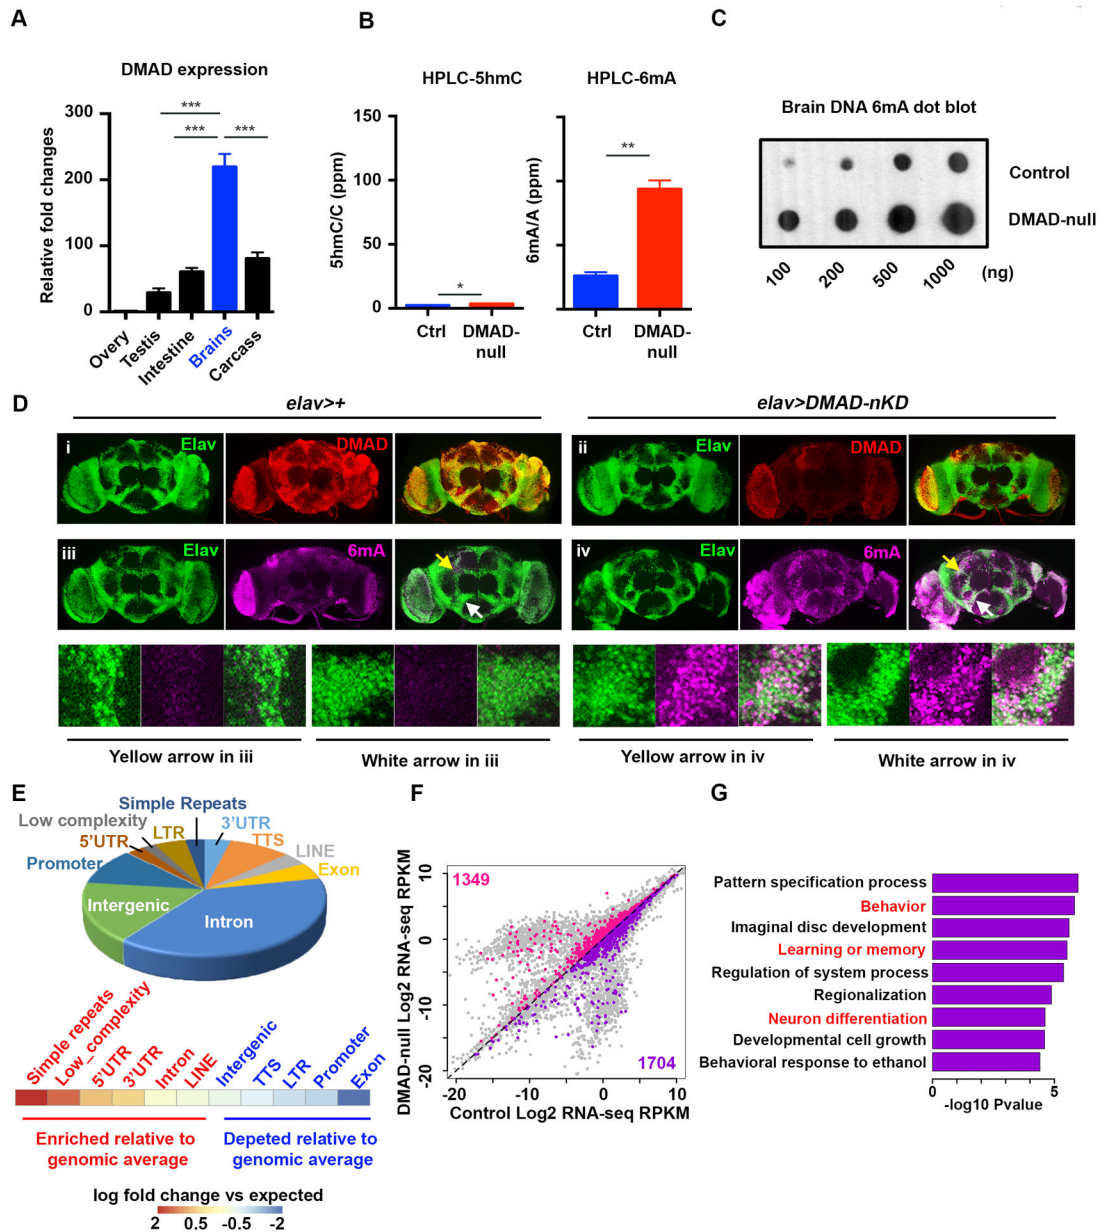 A
DMAD expression
Relative fold changes
300
200
100
0
***
***
***
Overy
Testis
Intestine
Brains
Carcass
B
HPLC-5hmC
5hmC/C (ppm)
150
100
50
0
*
Ctrl
DMAD-
null
HPLC-6mA
6mA/A (ppm)
**
Ctrl
DMAD-
null
C
Brain DNA 6mA dot blot
Control
DMAD-null
100
200
500
1000
(ng)
D
elav>+
elav>DMAD-nKD
i
Elav
DMAD
ii
Elav
DMAD
iii
Elav
6mA
iv
Elav
6mA
Yellow arrow in iii
White arrow in iii
Yellow arrow in iv
White arrow in iv
E
Simple Repeats
Low complexity
3'UTR
5'UTR
LTR
TTS
LINE
Promoter
Exon
Intergenic
Intron
Simple repeats
Low_complexity
5'UTR
3'UTR
Intron
LINE
Intergenic
TTS
LTR
Promoter
Exon
Enriched relative to
genomic average
Depeted relative to
genomic average
log fold change vs expected
2
0.5
-0.5
-2
F
DMAD-null Log2 RNA-seq RPKM
10
0
-10
-20
1349
1704
-20
-10
0
10
Control Log2 RNA-seq RPKM
G
Pattern specification process
Behavior
Imaginal disc development
Learning or memory
Regulation of system process
Regionalization
Neuron differentiation
Developmental cell growth
Behavioral response to ethanol
0
5
-log10 Pvalue